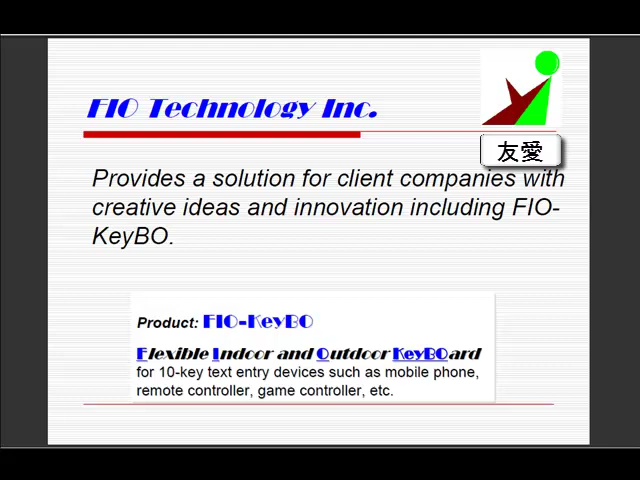 FIO Technology Inc.
友愛
Provides a solution for client companies with
creative ideas and innovation including FIO-
KeyBO.
Product: FIO-KeyBO
Flexible Indoor and Outdoor KeyBOard
for 10-key text entry devices such as mobile phone,
remote controller, game controller, etc.